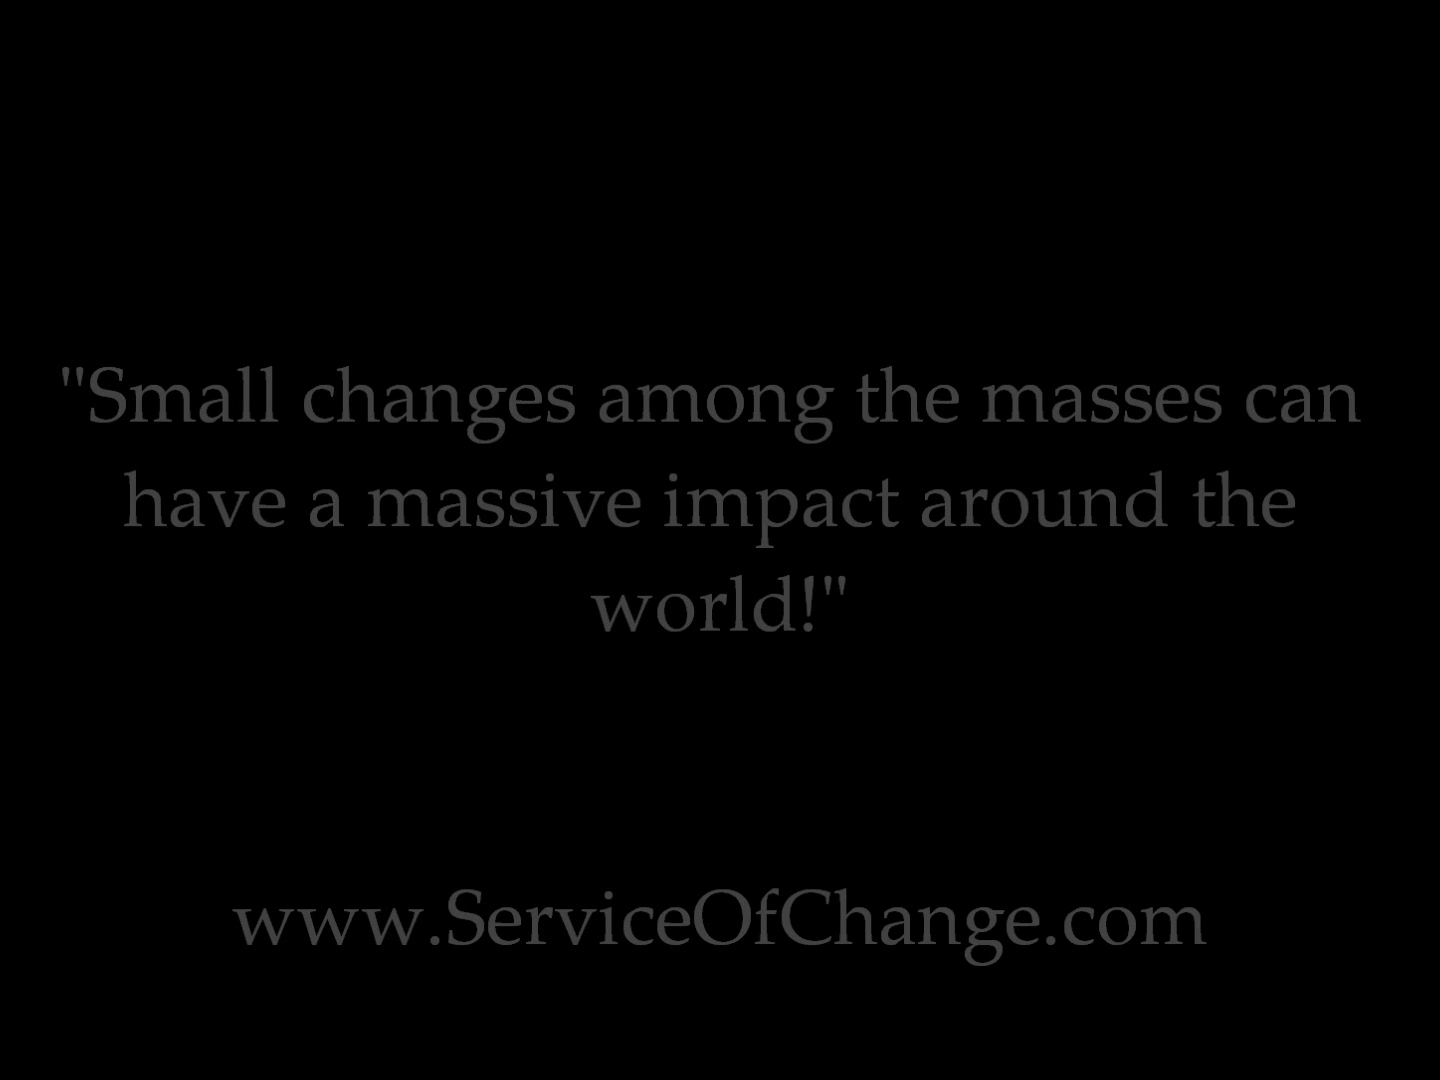 "Small changes among the masses can
have a massive impact around the
world!"
www.ServiceOfChange.com